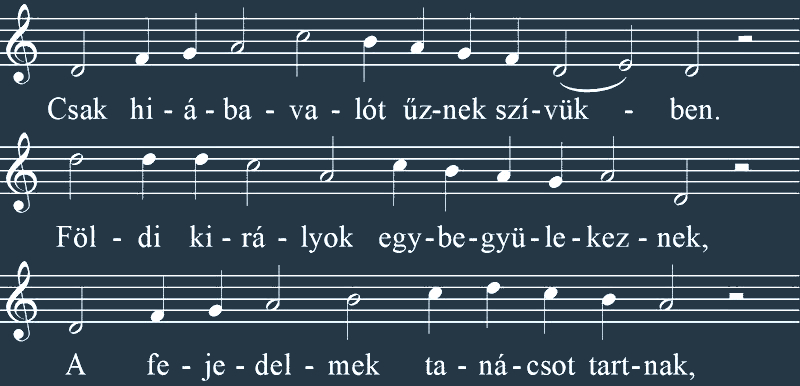 Csak hi - á - ba - va - lót űz-nek szí-vük - ben.
Föl - di ki - rá - lyok egy-be-gyü-le-kez - nek,
A fe - je - del - mek ta - ná - csot tart-nak,